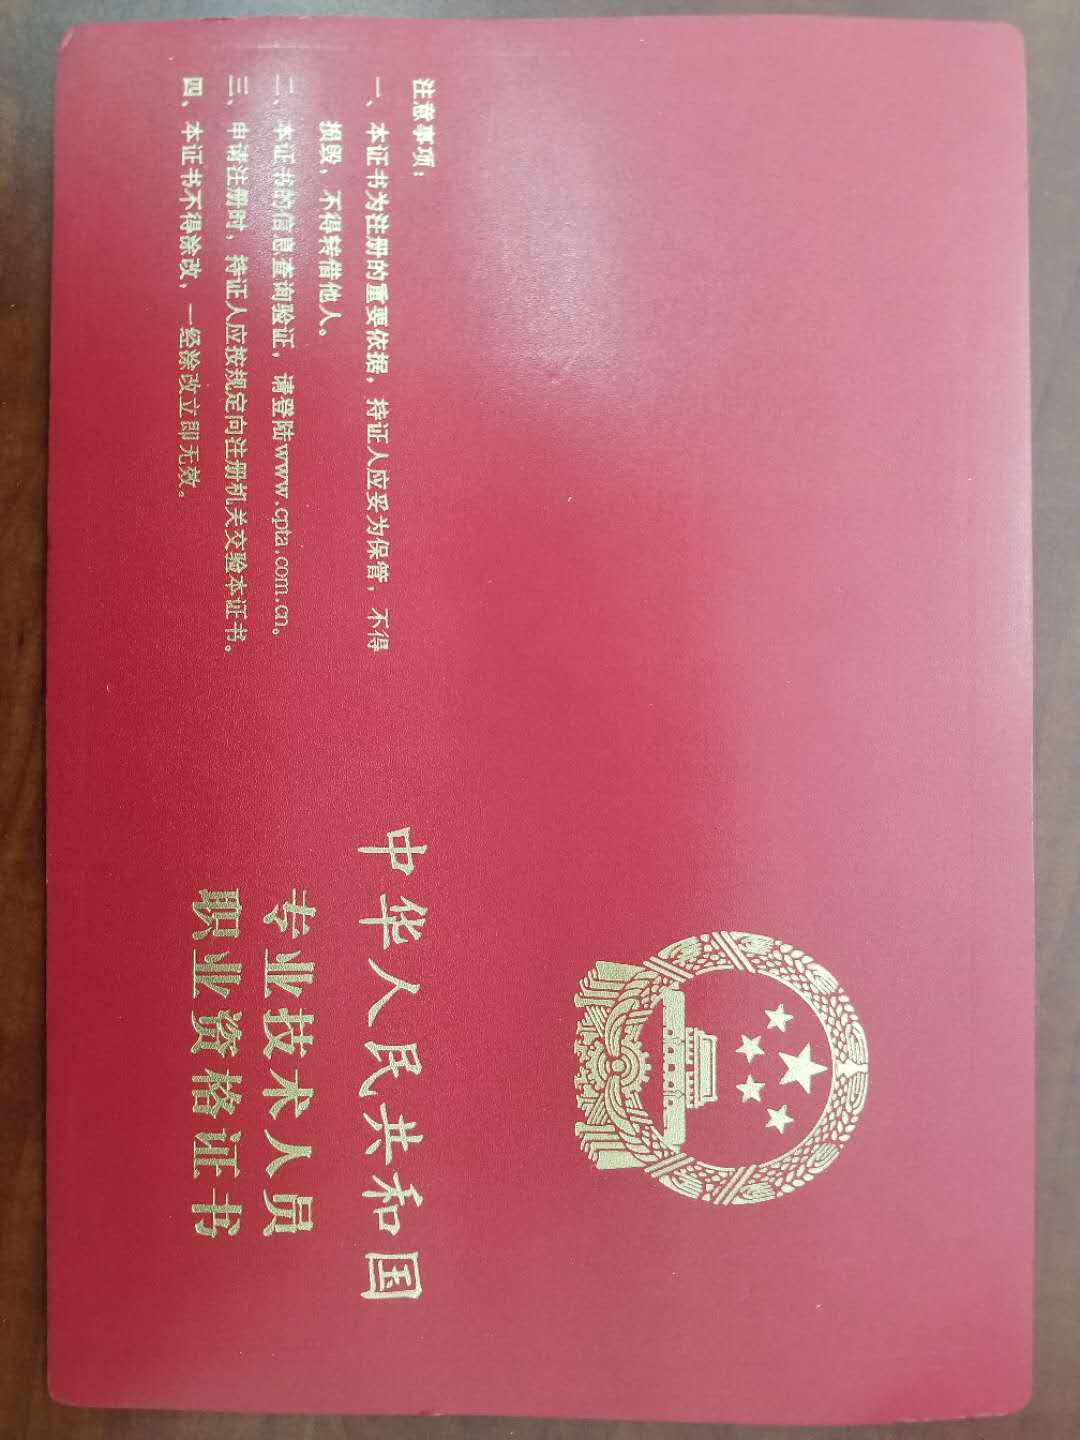 注意事项：
一、本证书为注册的重要依据，持证人应妥为保管，不得
损毁，不得转借他人。
二、本证书的信息查询验证，请登陆www.cpta.com.cn。
三、申请注册时，持证人应按规定向注册机关交验本证书。
四、本证书不得涂改，一经涂改立即无效。
中华人民共和国
专业技术人员
职业资格证书